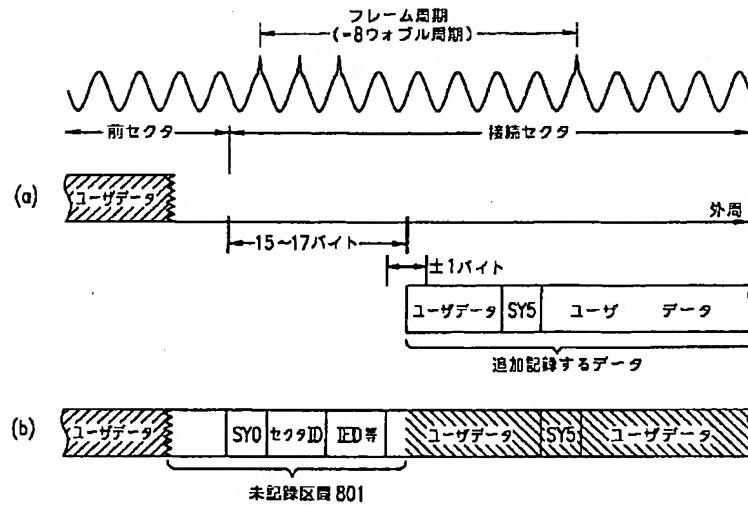 フレーム周期
(=8ウォブル周期)
前セクタ
接続セクタ
(a)
ユーザデータ
外周
15~17バイト
±1バイト
ユーザデータ
SY5
ユーザ データ
追加記録するデータ
(b)
ユーザデータ
SY0
セクタID
IED等
ユーザデータ
SY5
ユーザデータ
未記録区間801